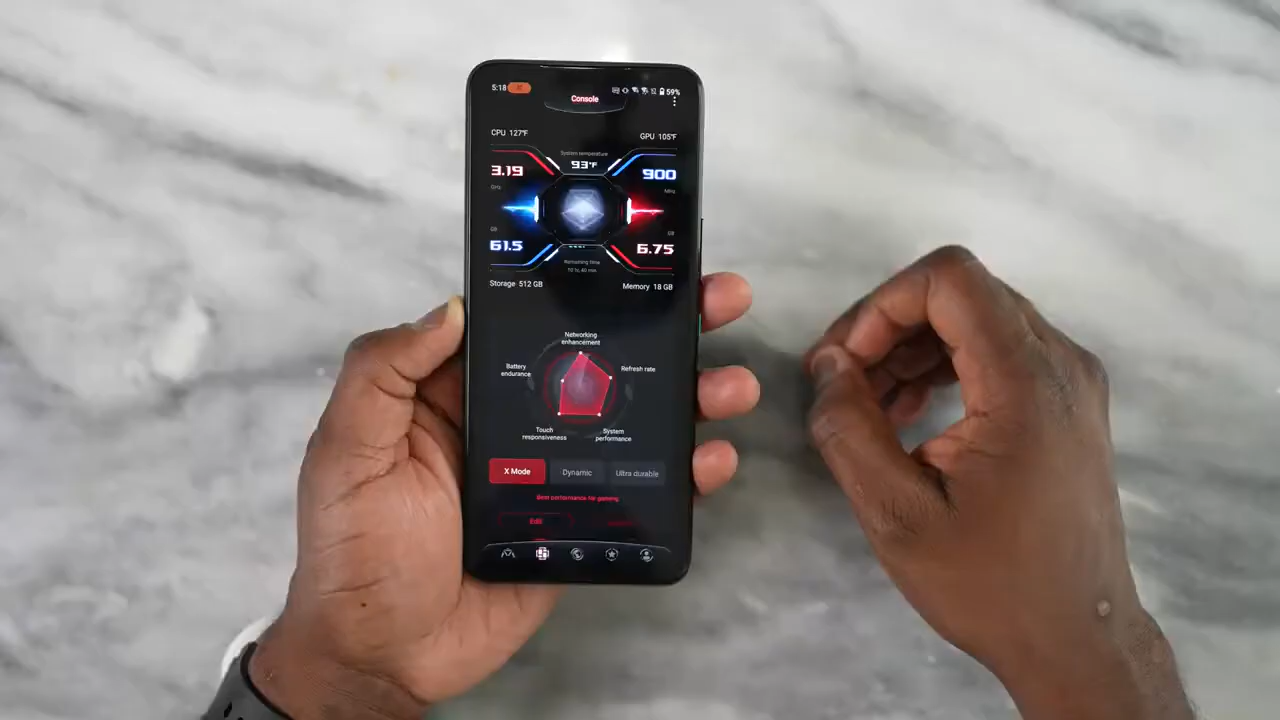 5:18
59%
Console
CPU 127°F
GPU 105°F
System temperature
93°F
3.19
900
GHz
MHz
GB
GB
61.5
6.75
Remaining time
Storage 512 GB
Memory 18 GB
Networking
enhancement
Battery
endurance
Refresh rate
Touch
responsiveness
System
performance
X Mode
Dynamic
Ultra durable
Best performance for gaming
Edit